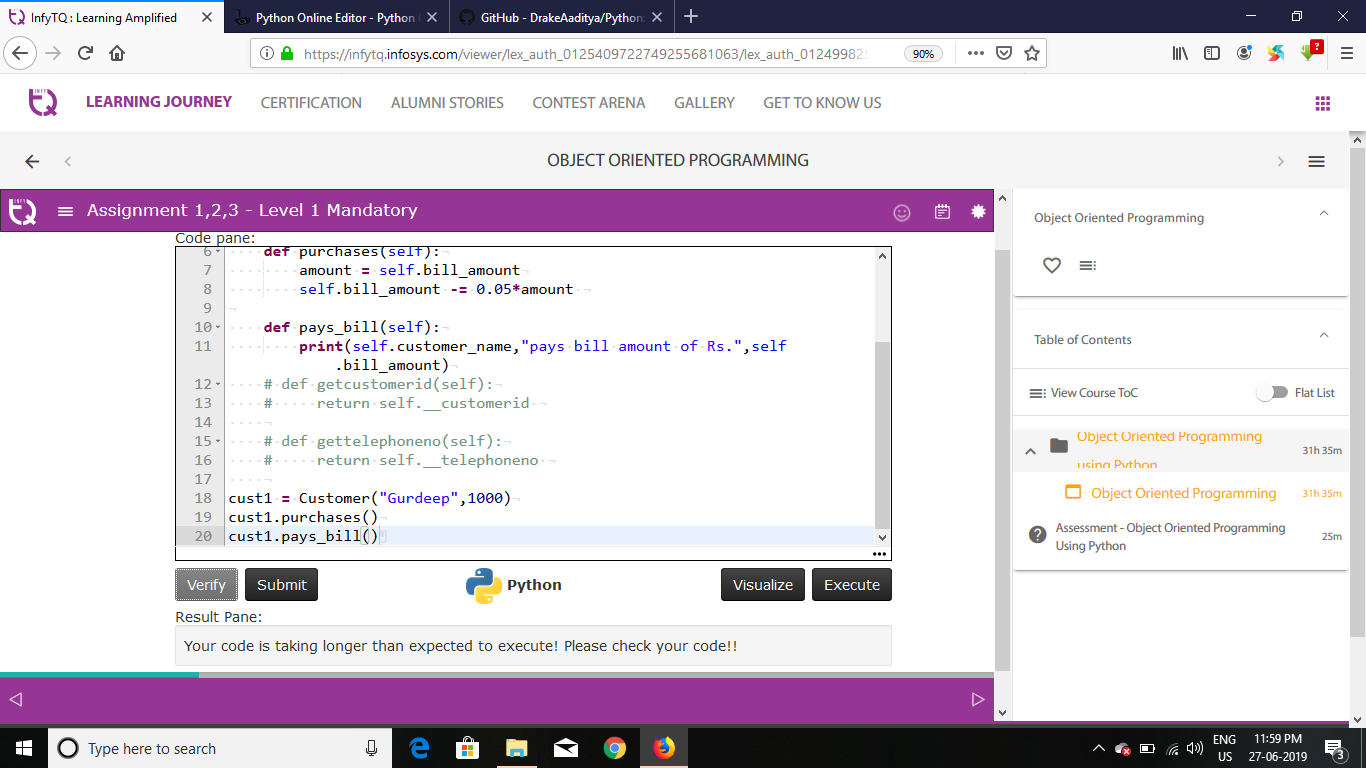 InfyTQ : Learning Amplified
Python Online Editor - Python
GitHub - DrakeAaditya/Python
https://infytq.infosys.com/viewer/lex_auth_0125409722749255681063/lex_auth_01249982
90%
?
INFY TQ
LEARNING JOURNEY
CERTIFICATION
ALUMNI STORIES
CONTEST ARENA
GALLERY
GET TO KNOW US
OBJECT ORIENTED PROGRAMMING
Assignment 1,2,3 - Level 1 Mandatory
Code pane:
6 def purchases(self):
7 amount = self.bill_amount
8 self.bill_amount -= 0.05*amount
9
10 def pays_bill(self):
11 print(self.customer_name,"pays bill amount of Rs.",self
.bill_amount)
12 # def getcustomerid(self):
13 # return self.__customerid
14
15 # def gettelephoneno(self):
16 # return self.__telephoneno
17
18 cust1 = Customer("Gurdeep",1000)
19 cust1.purchases()
20 cust1.pays_bill()
Verify
Submit
Python
Visualize
Execute
Result Pane:
Your code is taking longer than expected to execute! Please check your code!!
Object Oriented Programming
Table of Contents
View Course ToC
Flat List
Object Oriented Programming
using Python
31h 35m
Object Oriented Programming
31h 35m
Assessment - Object Oriented Programming
Using Python
25m
Type here to search
ENG
US
11:59 PM
27-06-2019
3